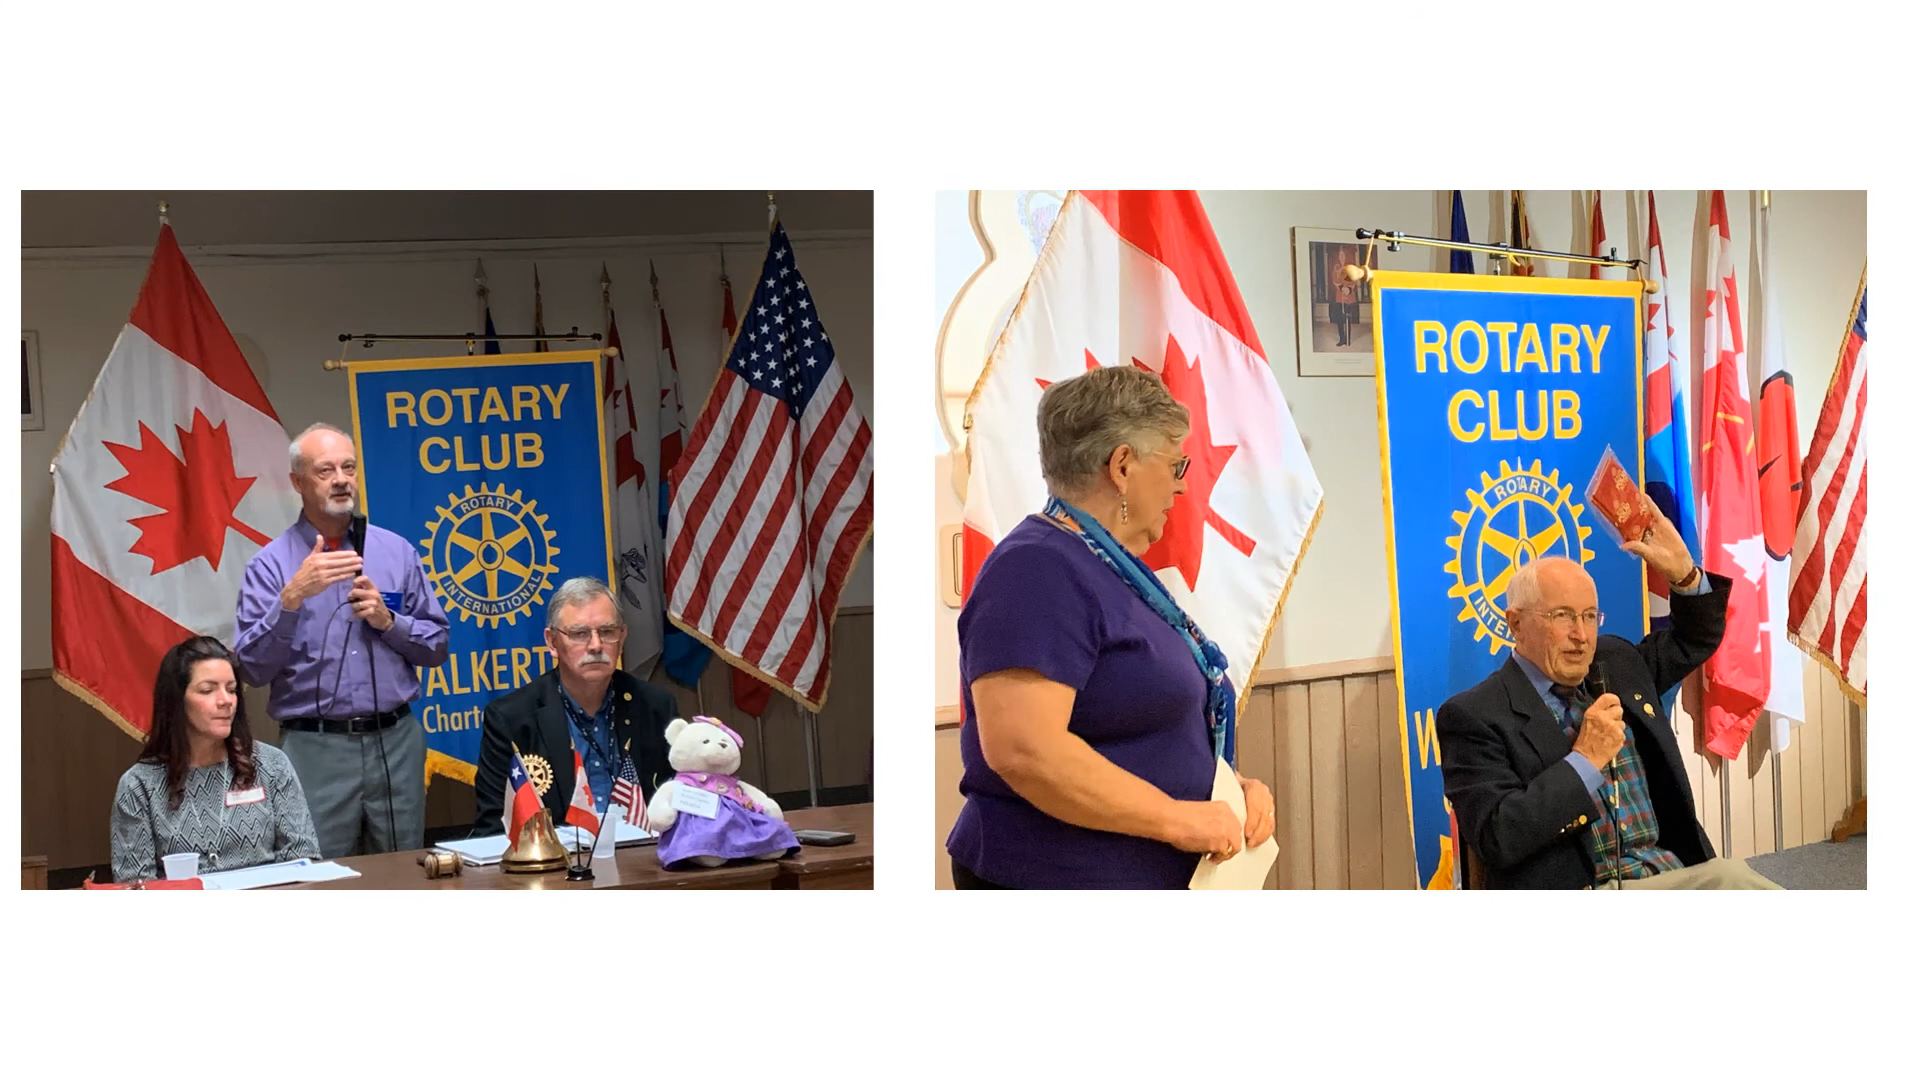 ROTARY
CLUB
ROTARY
INTERNATIONAL
ALKERT
Chart
ROTARY
CLUB
ROTARY
INTE
W